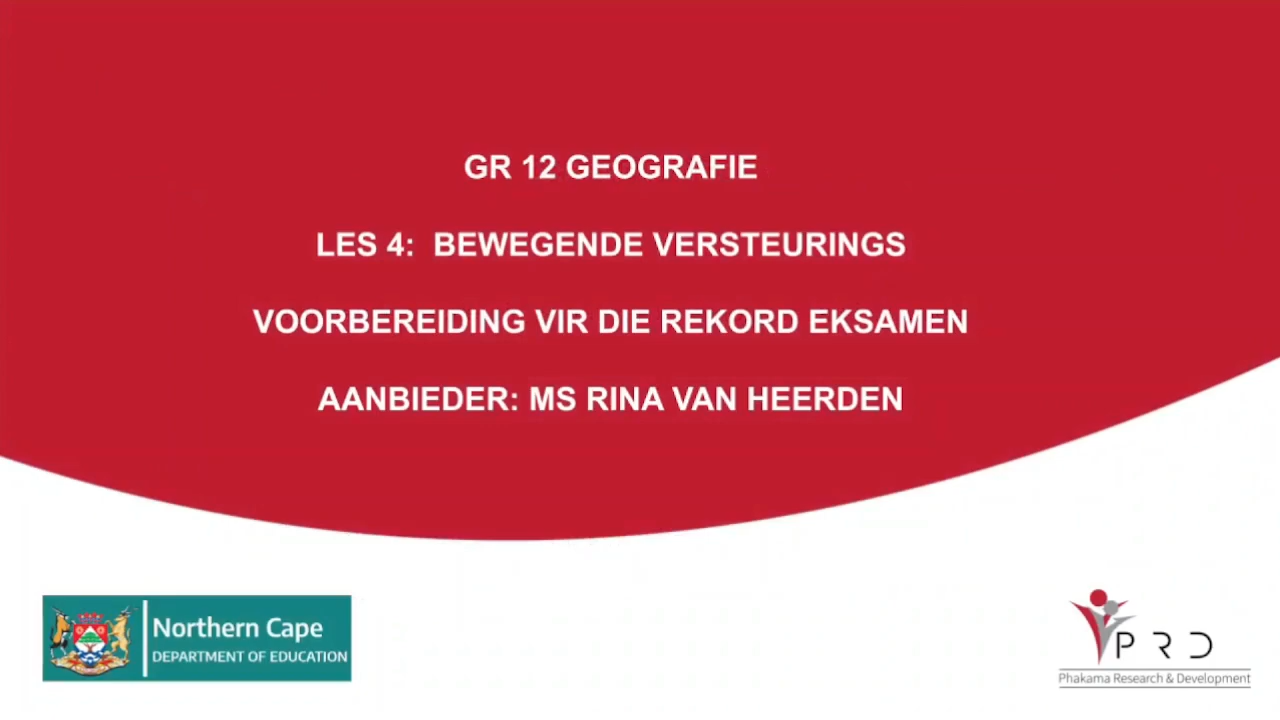 GR 12 GEOGRAFIE
LES 4: BEWEGENDE VERSTEURINGS
VOORBEREIDING VIR DIE REKORD EKSAMEN
AANBIEDER: MS RINA VAN HEERDEN
Northern Cape
DEPARTMENT OF EDUCATION
PRD
Phakama Research & Development